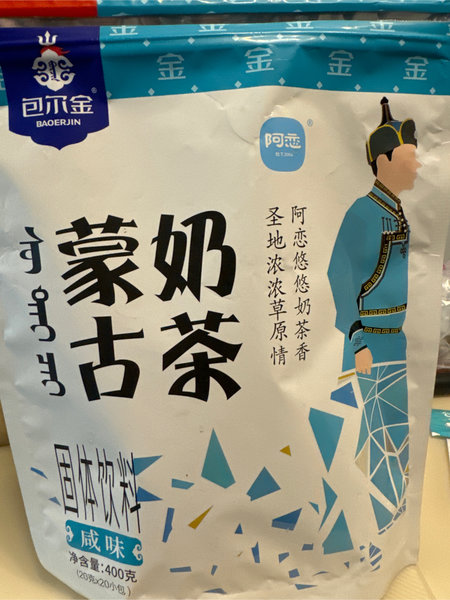 包尔金
BAOERJIN
金 金 金 金 金
阿恋
阿恋悠悠奶茶香
圣地浓浓草原情
奶茶
蒙古
固体饮料
咸味
净含量:400克
(20克x20小包)